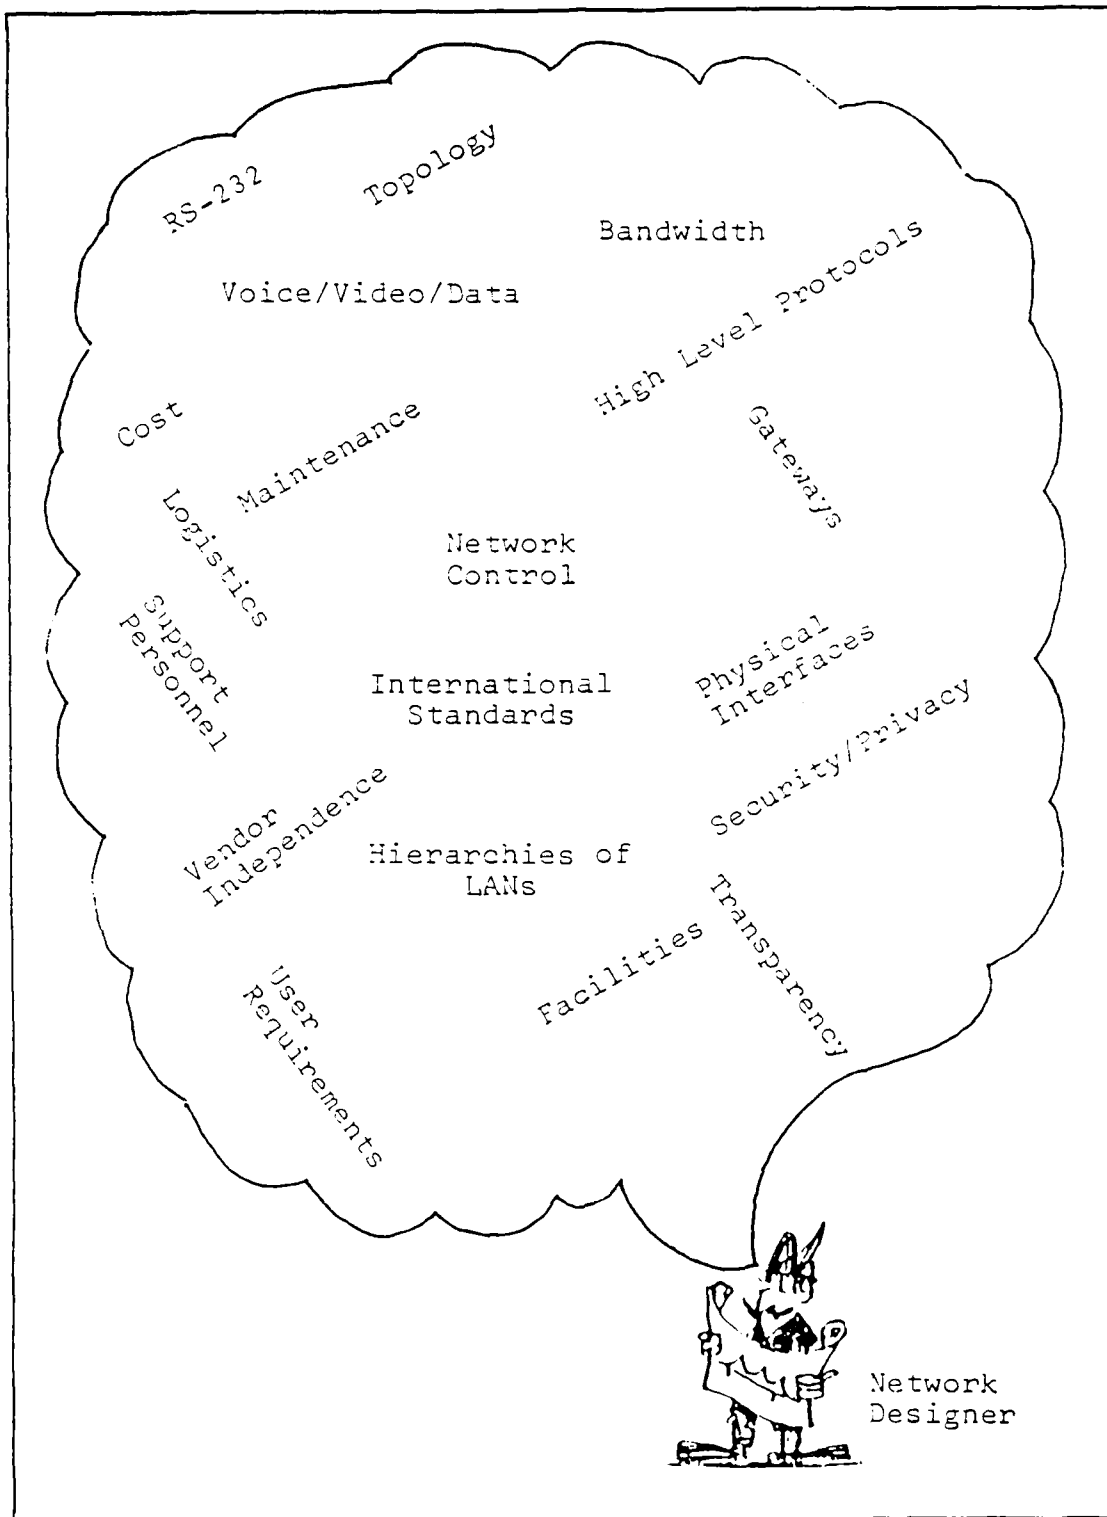 RS-232
Topology
Bandwidth
Voice/Video/Data
High Level Protocols
Cost
Maintenance
Gateways
Logistics
Network
Control
Support
Personnel
International
Standards
Physical
Interfaces
Security/Privacy
Vendor
Independence
Hierarchies of
LANs
Transparency
Facilities
User
Requirements
Network
Designer